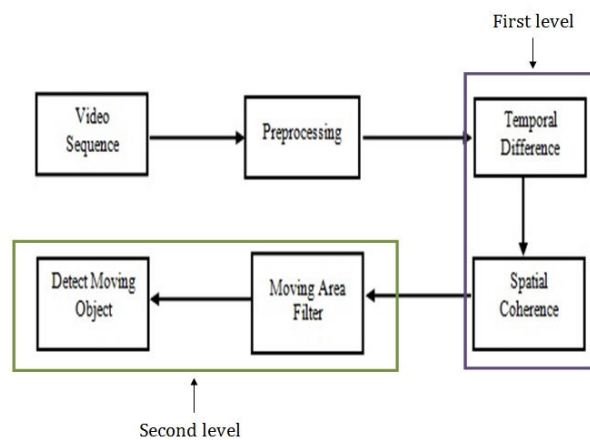 First level
Video
Sequence
Preprocessing
Temporal
Difference
Detect Moving
Object
Moving Area
Filter
Spatial
Coherence
Second level